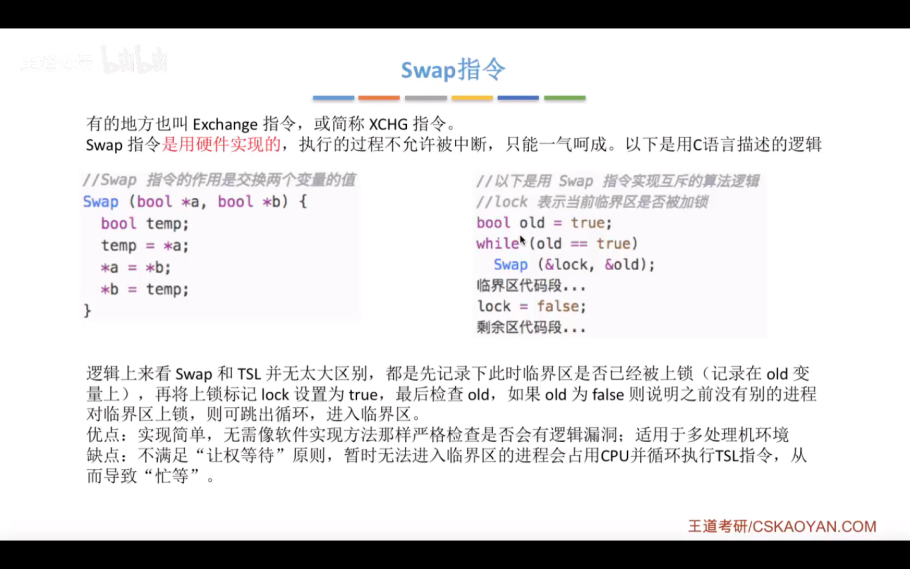 Swap指令
有的地方也叫 Exchange 指令，或简称 XCHG 指令。
Swap 指令是用硬件实现的，执行的过程不允许被中断，只能一气呵成。以下是用C语言描述的逻辑
//Swap 指令的作用是交换两个变量的值
Swap (bool *a, bool *b) {
bool temp;
temp = *a;
*a = *b;
*b = temp;
}
//以下是用 Swap 指令实现互斥的算法逻辑
//lock 表示当前临界区是否被加锁
bool old = true;
while (old == true)
Swap (&lock, &old);
临界区代码段...
lock = false;
剩余区代码段...
逻辑上来看 Swap 和 TSL 并无太大区别，都是先记录下此时临界区是否已经被上锁（记录在 old 变
量上），再将上锁标记 lock 设置为 true，最后检查 old，如果 old 为 false 则说明之前没有别的进程
对临界区上锁，则可跳出循环，进入临界区。
优点：实现简单，无需像软件实现方法那样严格检查是否会有逻辑漏洞；适用于多处理机环境
缺点：不满足“让权等待”原则，暂时无法进入临界区的进程会占用CPU并循环执行TSL指令，从
而导致“忙等”。
王道考研/CSKAOYAN.COM